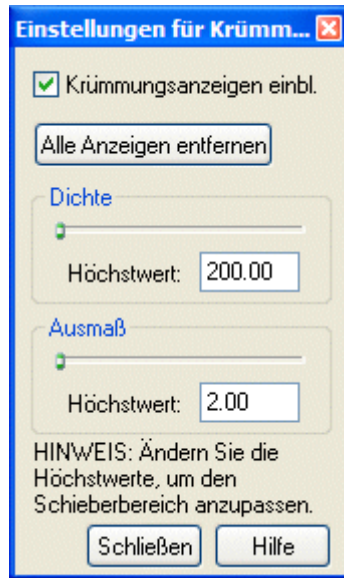 Einstellungen für Krümm...
Krümmungsanzeigen einbl.
Alle Anzeigen entfernen
Dichte
Höchstwert: 200.00
Ausmaß
Höchstwert: 2.00
HINWEIS: Ändern Sie die
Höchstwerte, um den
Schieberbereich anzupassen.
Schließen Hilfe